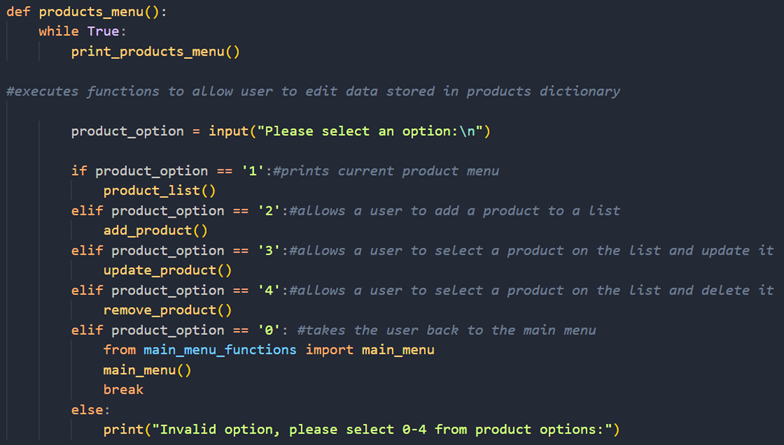 def products_menu():
    while True:
        print_products_menu()
#executes functions to allow user to edit data stored in products dictionary
        product_option = input("Please select an option:\n")
        if product_option == '1':#prints current product menu
            product_list()
        elif product_option == '2':#allows a user to add a product to a list
            add_product()
        elif product_option == '3':#allows a user to select a product on the list and update it
            update_product()
        elif product_option == '4':#allows a user to select a product on the list and delete it
            remove_product()
        elif product_option == '0': #takes the user back to the main menu
            from main_menu_functions import main_menu
            main_menu()
            break
        else:
            print("Invalid option, please select 0-4 from product options:")